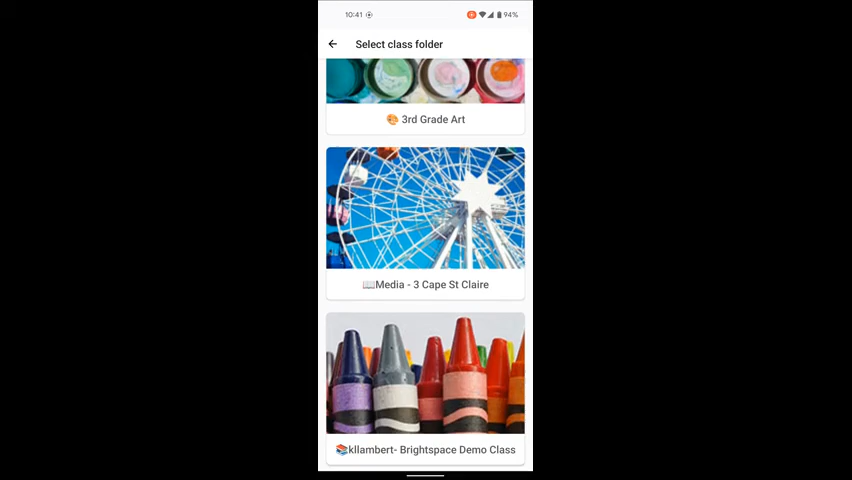 10:41 94%
Select class folder
🎨 3rd Grade Art
📖Media - 3 Cape St Claire
📚kllambert- Brightspace Demo Class